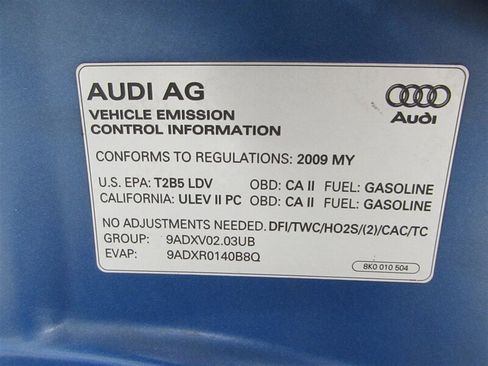 AUDI AG
Audi
VEHICLE EMISSION
CONTROL INFORMATION
CONFORMS TO REGULATIONS: 2009 MY
U.S. EPA: T2B5 LDV OBD: CA II FUEL: GASOLINE
CALIFORNIA: ULEV II PC OBD: CA II FUEL: GASOLINE
NO ADJUSTMENTS NEEDED. DFI/TWC/HO2S/(2)/CAC/TC
GROUP: 9ADXV02.03UB
EVAP: 9ADXR0140B8Q
8K0 010 504